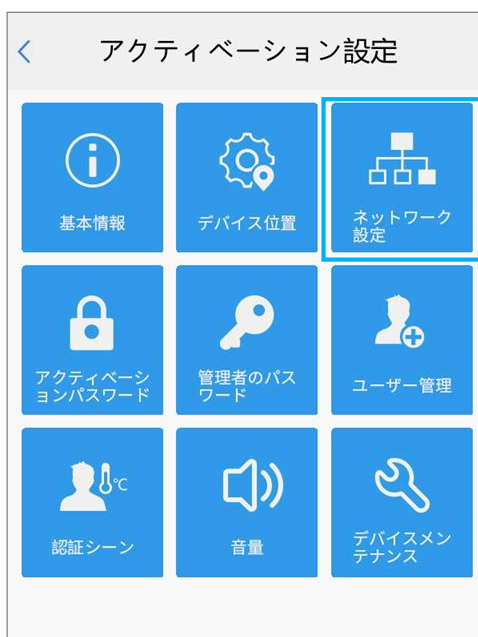 アクティベーション設定
基本情報
デバイス位置
ネットワーク
設定
アクティベーシ
ョンパスワード
管理者のパス
ワード
ユーザー管理
℃
認証シーン
音量
デバイスメン
テナンス